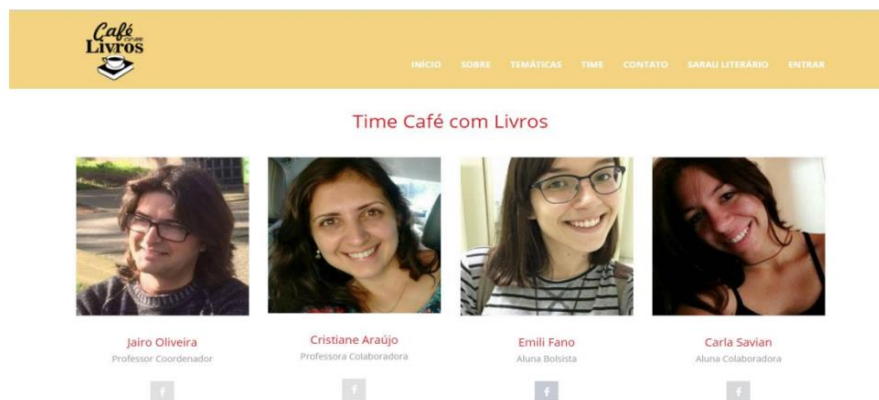 Café
com
Livros
INÍCIO SOBRE TEMÁTICAS TIME CONTATO SARAU LITERÁRIO ENTRAR
Time Café com Livros
Jairo Oliveira
Professor Coordenador
Cristiane Araújo
Professora Colaboradora
Emili Fano
Aluna Bolsista
Carla Savian
Aluna Colaboradora
f
f
f
f